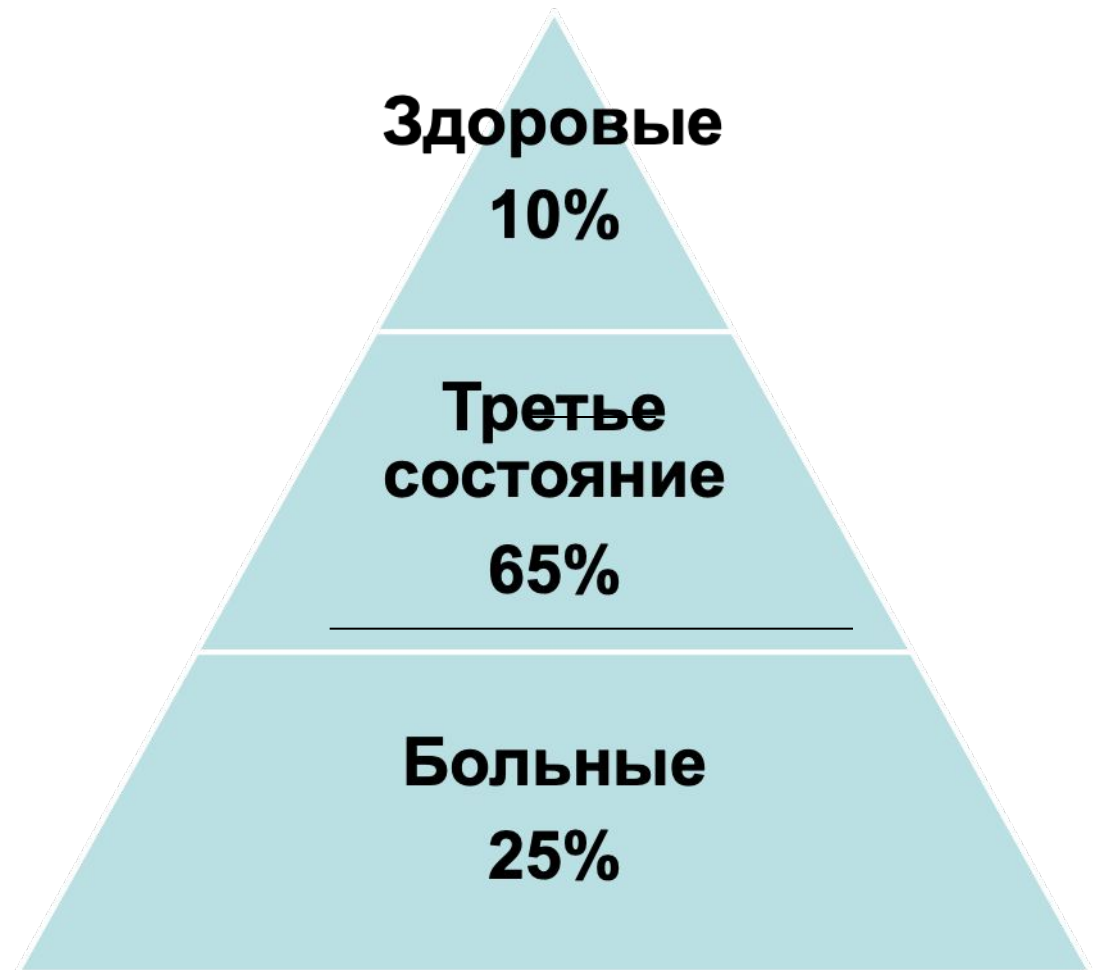 Здоровые
10%
Третье
состояние
65%
Больные
25%